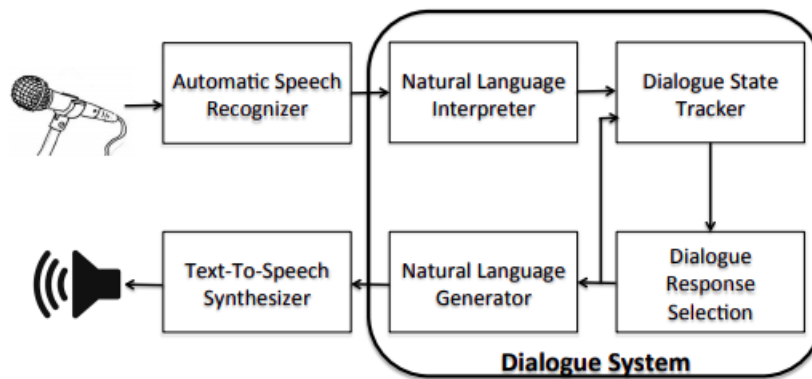 Automatic Speech
Recognizer
Natural Language
Interpreter
Dialogue State
Tracker
Text-To-Speech
Synthesizer
Natural Language
Generator
Dialogue
Response
Selection
Dialogue System